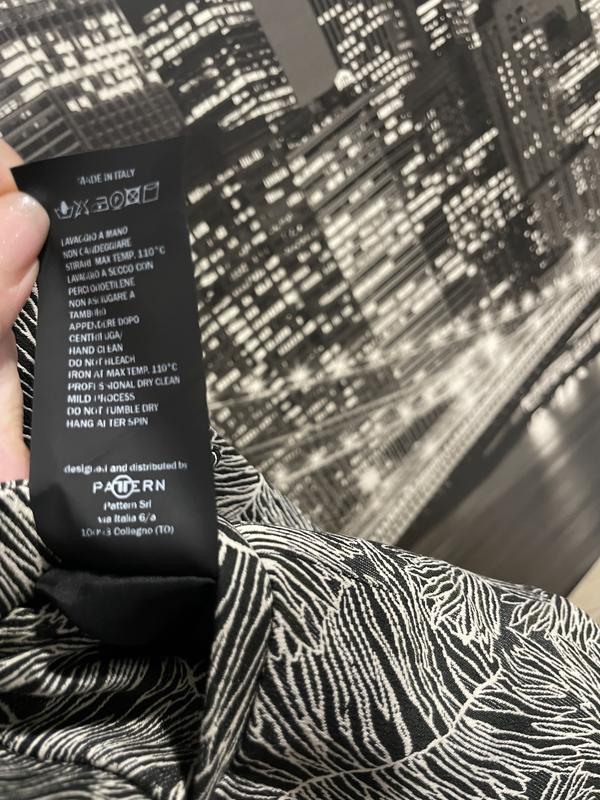 MADE IN ITALY
LAVAGGIO A MANO
NON CANDEGGIARE
STIRARE MAX TEMP. 110°C
LAVAGGIO A SECCO CON
PERCLOROETILENE
NON ASCIUGARE A
TAMBURO
APPENDERE DOPO
CENTRIFUGA/
HAND CLEAN
DO NOT BLEACH
IRON AT MAX TEMP. 110°C
PROFESSIONAL DRY CLEAN
MILD PROCESS
DO NOT TUMBLE DRY
HANG AFTER SPIN
designed and distributed by
PATTERN
Pattern Srl
via Italia 6/a
10093 Collegno (TO)